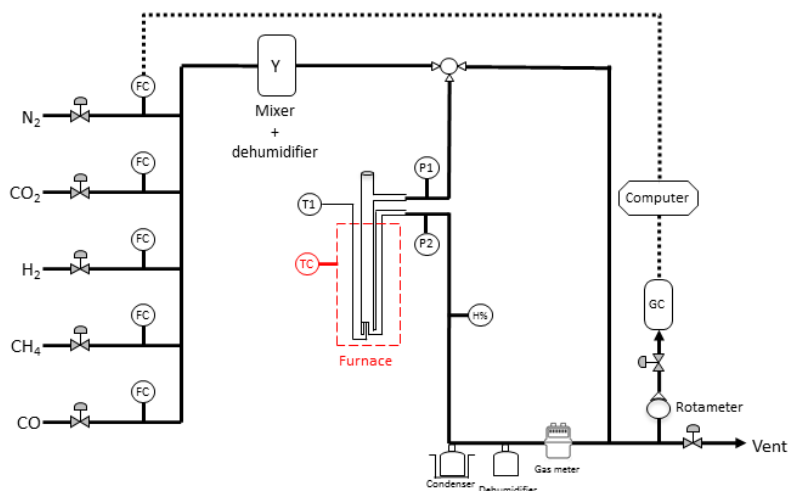 FC
N2
Y
Mixer
+
dehumidifier
FC
CO2
P1
T1
Computer
P2
FC
H2
TC
GC
H%
FC
CH4
Furnace
FC
CO
Rotameter
Vent
Gas meter
Condenser
Dehumidifier